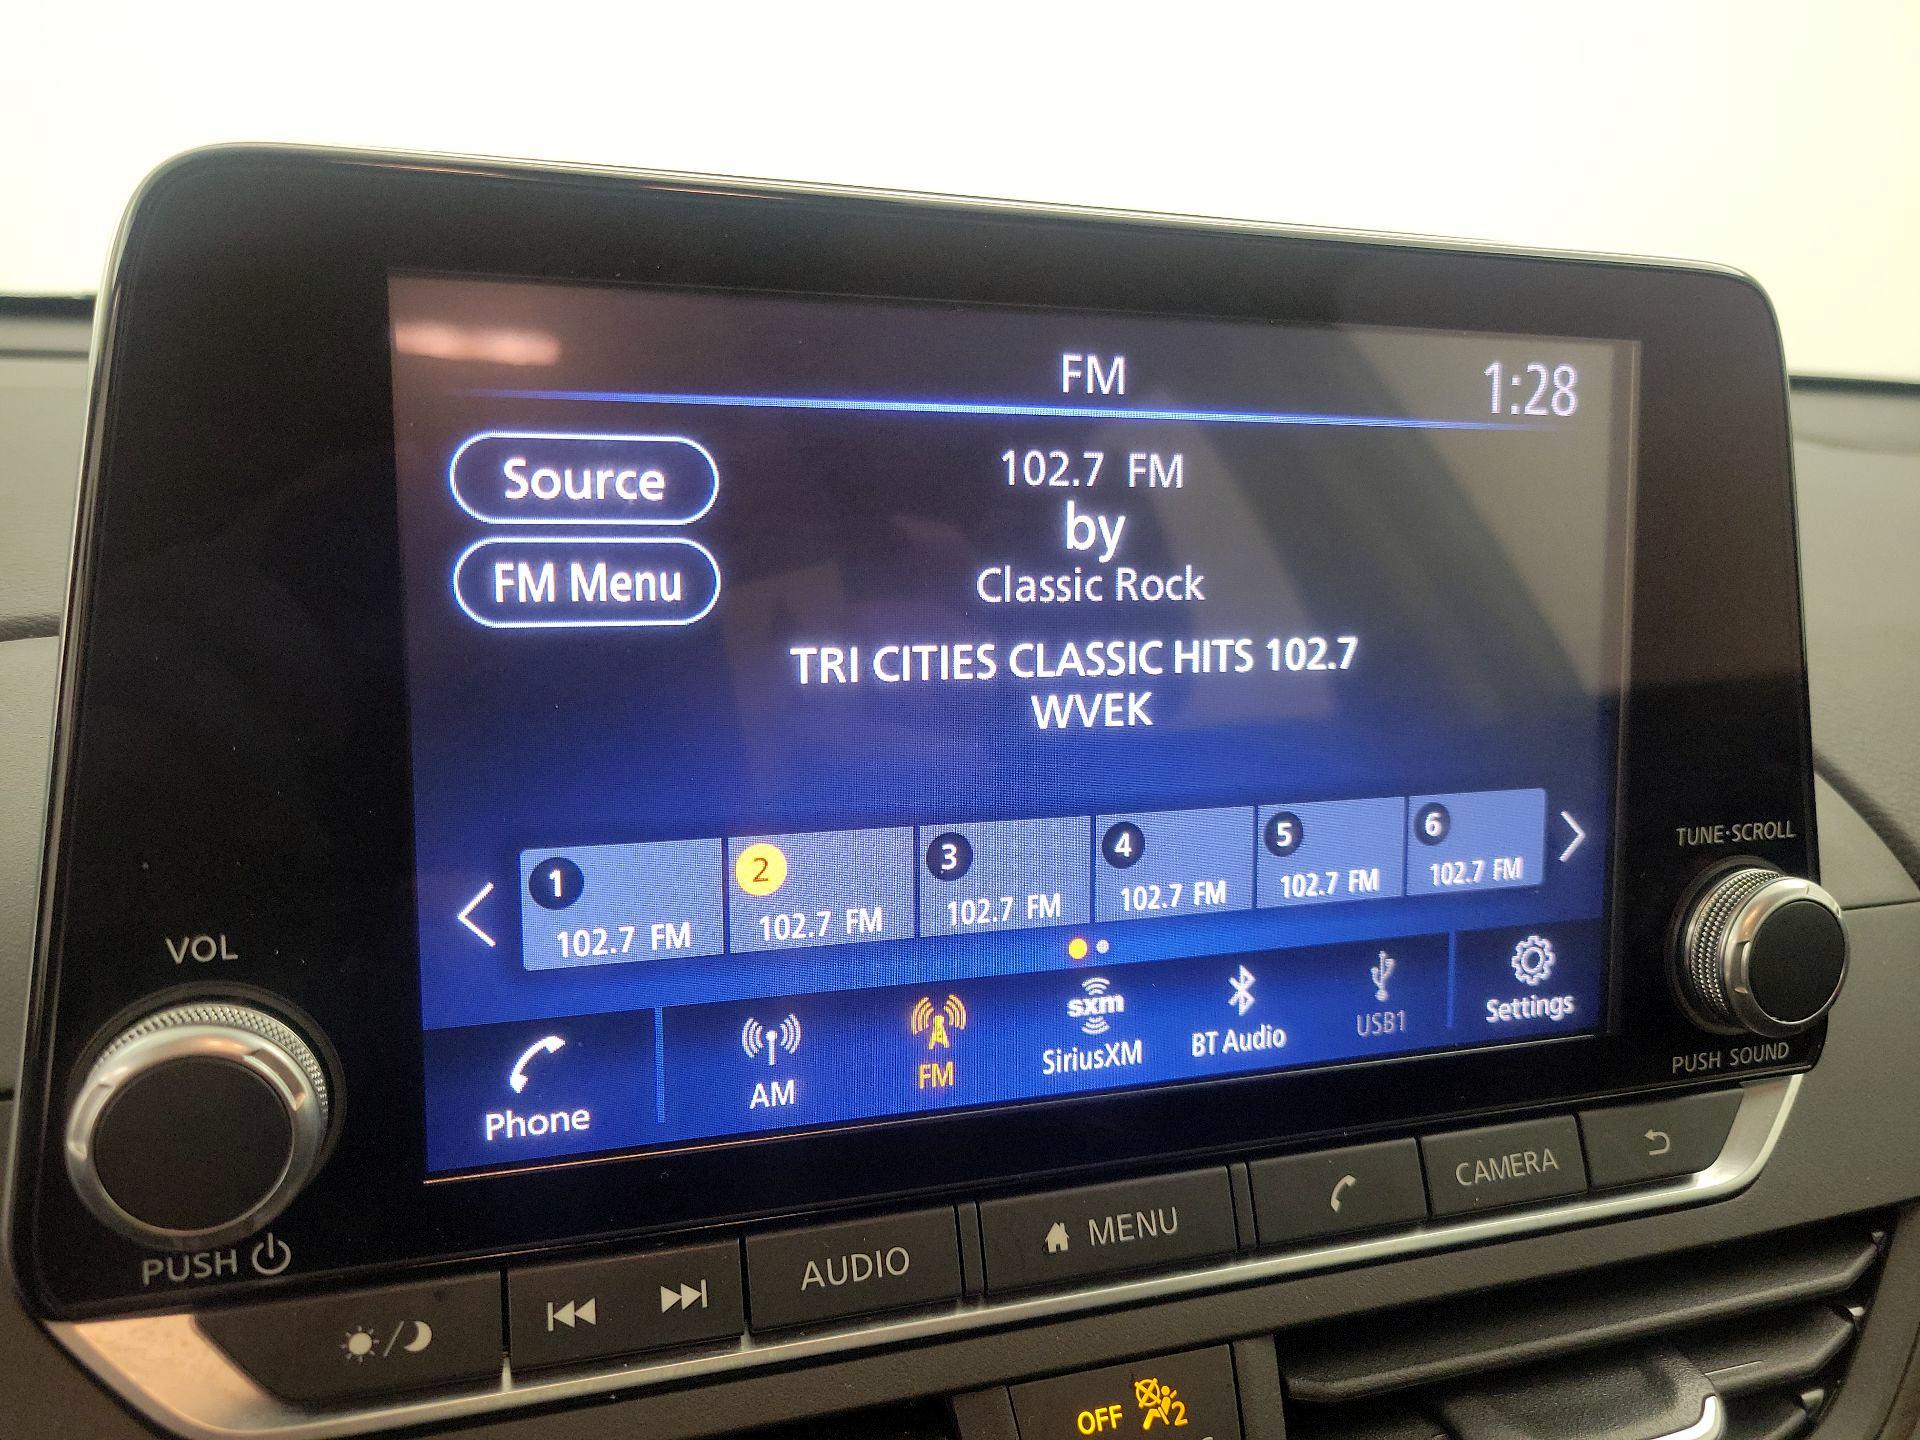 FM
1:28
Source
102.7 FM
by
FM Menu
Classic Rock
TRI CITIES CLASSIC HITS 102.7
WVEK
1
102.7 FM
2
102.7 FM
3
102.7 FM
4
102.7 FM
5
102.7 FM
6
102.7 FM
TUNE·SCROLL
PUSH SOUND
VOL
PUSH
Phone
AM
FM
sxm
SiriusXM
BT Audio
USB1
Settings
AUDIO
MENU
CAMERA
OFF
2